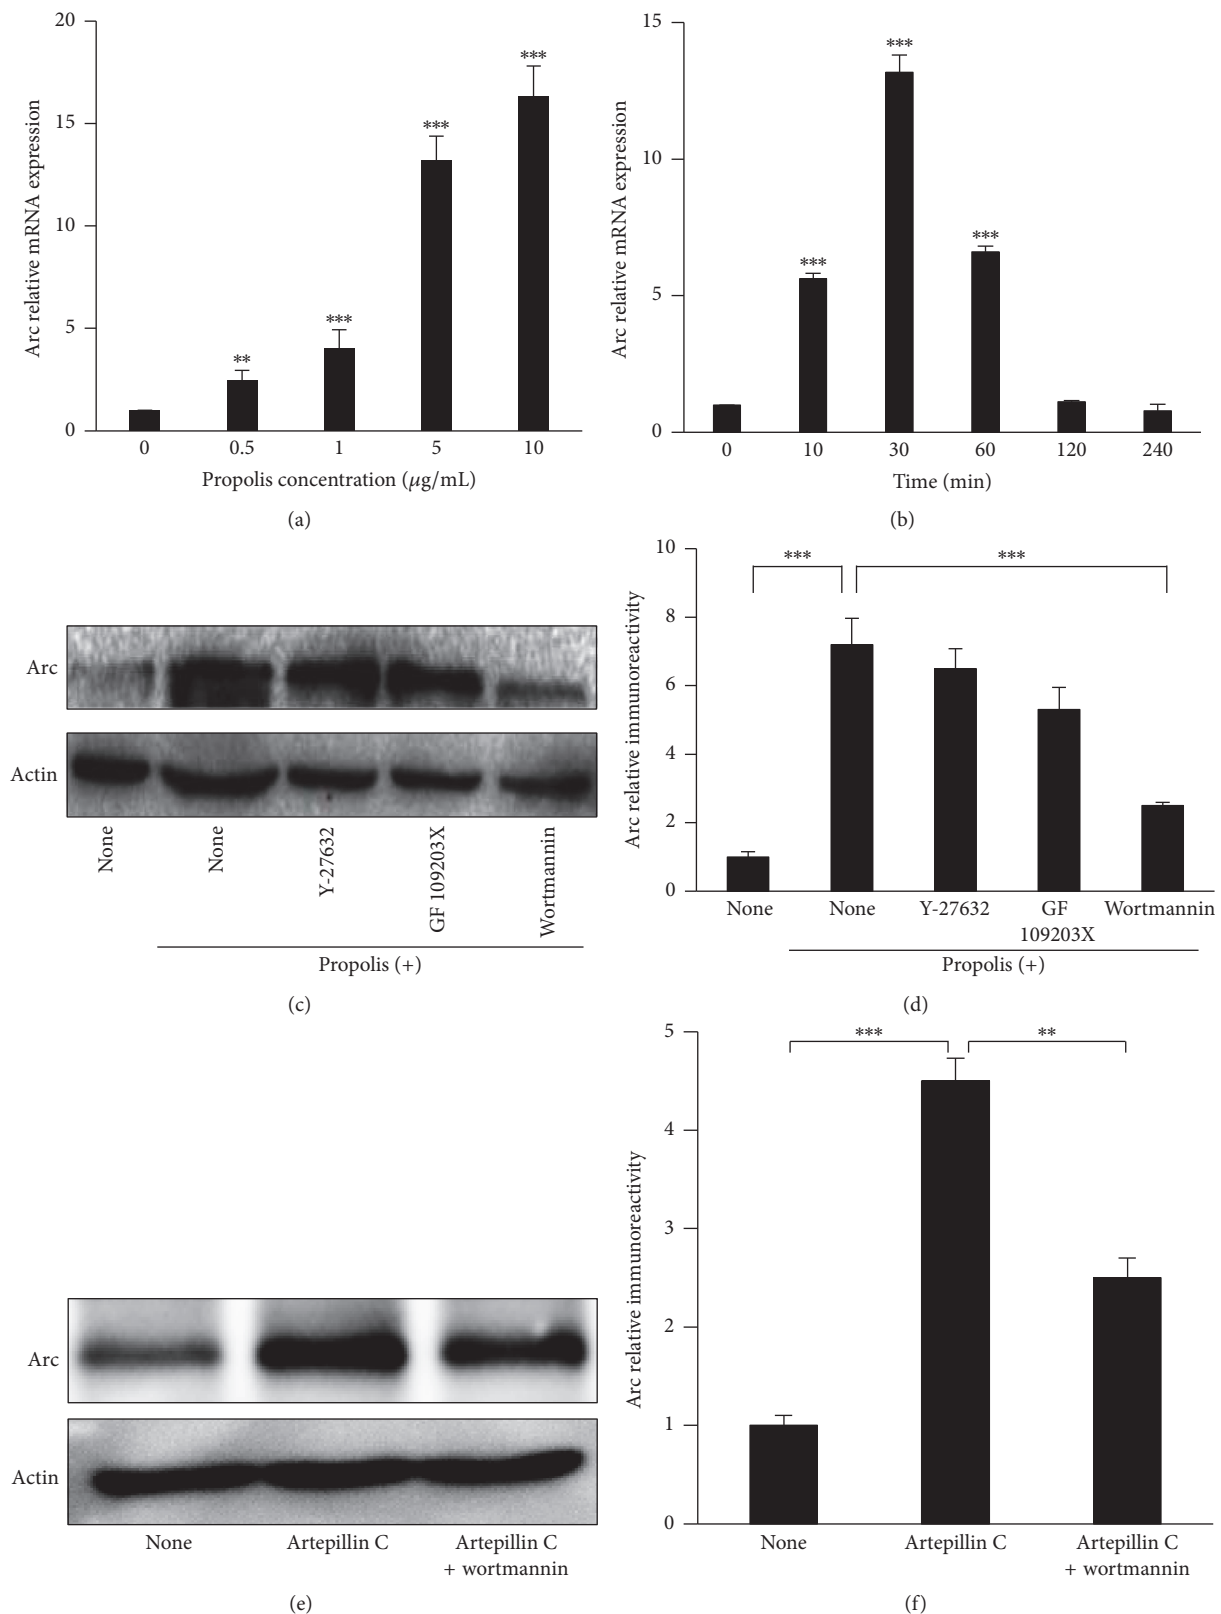 20
15
10
5
0
Arc relative mRNA expression
**
***
***
***
0 0.5 1 5 10
Propolis concentration (μg/mL)
(a)
15
10
5
0
Arc relative mRNA expression
***
***
***
0 10 30 60 120 240
Time (min)
(b)
Arc
Actin
None
None
Y-27632
GF 109203X
Wortmannin
Propolis (+)
(c)
10
8
6
4
2
0
Arc relative immunoreactivity
***
***
None None Y-27632 GF Wortmannin
109203X
Propolis (+)
(d)
Arc
Actin
None Artepillin C Artepillin C
+ wortmannin
(e)
5
4
3
2
1
0
Arc relative immunoreactivity
***
**
None Artepillin C Artepillin C
+ wortmannin
(f)